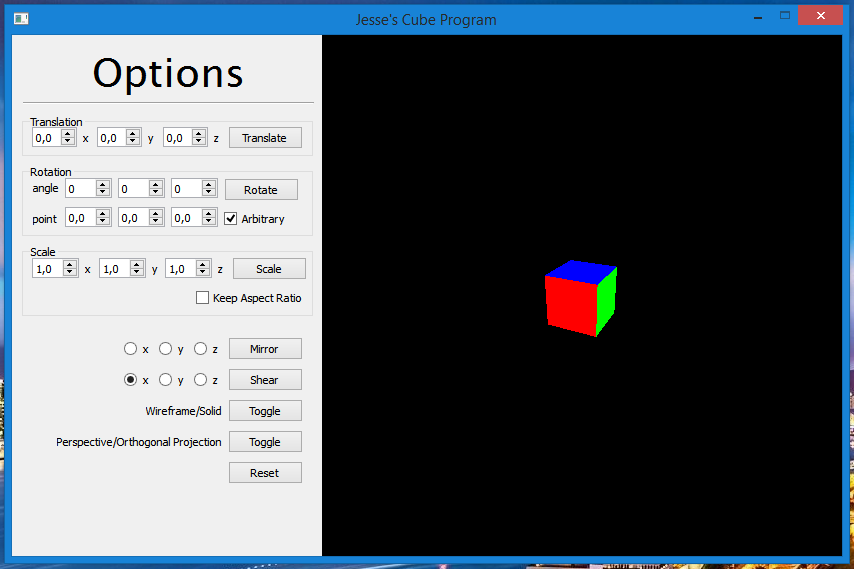 Jesse's Cube Program
Options
Translation
0,0 x 0,0 y 0,0 z Translate
Rotation
angle 0 0 0 Rotate
point 0,0 0,0 0,0 Arbitrary
Scale
1,0 x 1,0 y 1,0 z Scale
Keep Aspect Ratio
x y z Mirror
x y z Shear
Wireframe/Solid Toggle
Perspective/Orthogonal Projection Toggle
Reset